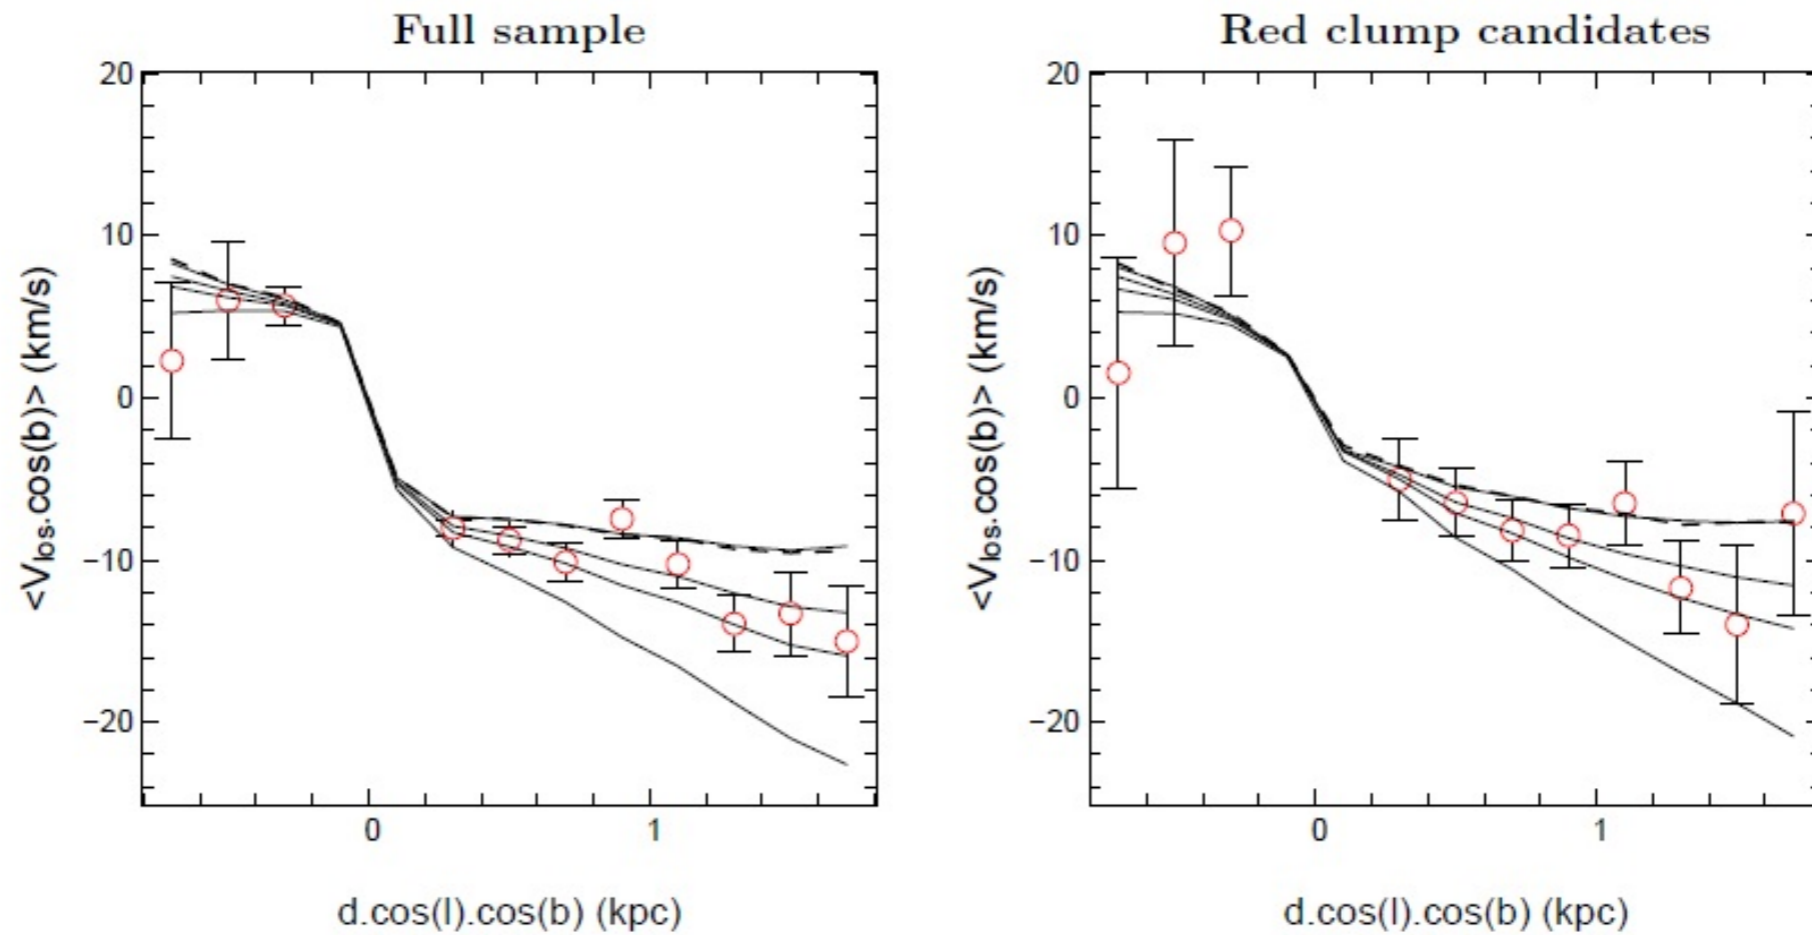 Full sample
20
10
0
−10
−20
<V_los.cos(b)> (km/s)
0 1
d.cos(l).cos(b) (kpc)
Red clump candidates
20
10
0
−10
−20
<V_los.cos(b)> (km/s)
0 1
d.cos(l).cos(b) (kpc)